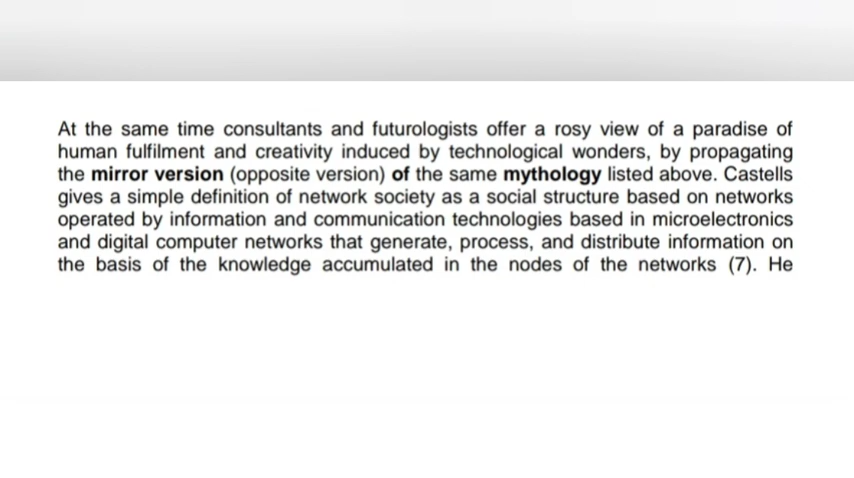 At the same time consultants and futurologists offer a rosy view of a paradise of
human fulfilment and creativity induced by technological wonders, by propagating
the mirror version (opposite version) of the same mythology listed above. Castells
gives a simple definition of network society as a social structure based on networks
operated by information and communication technologies based in microelectronics
and digital computer networks that generate, process, and distribute information on
the basis of the knowledge accumulated in the nodes of the networks (7). He